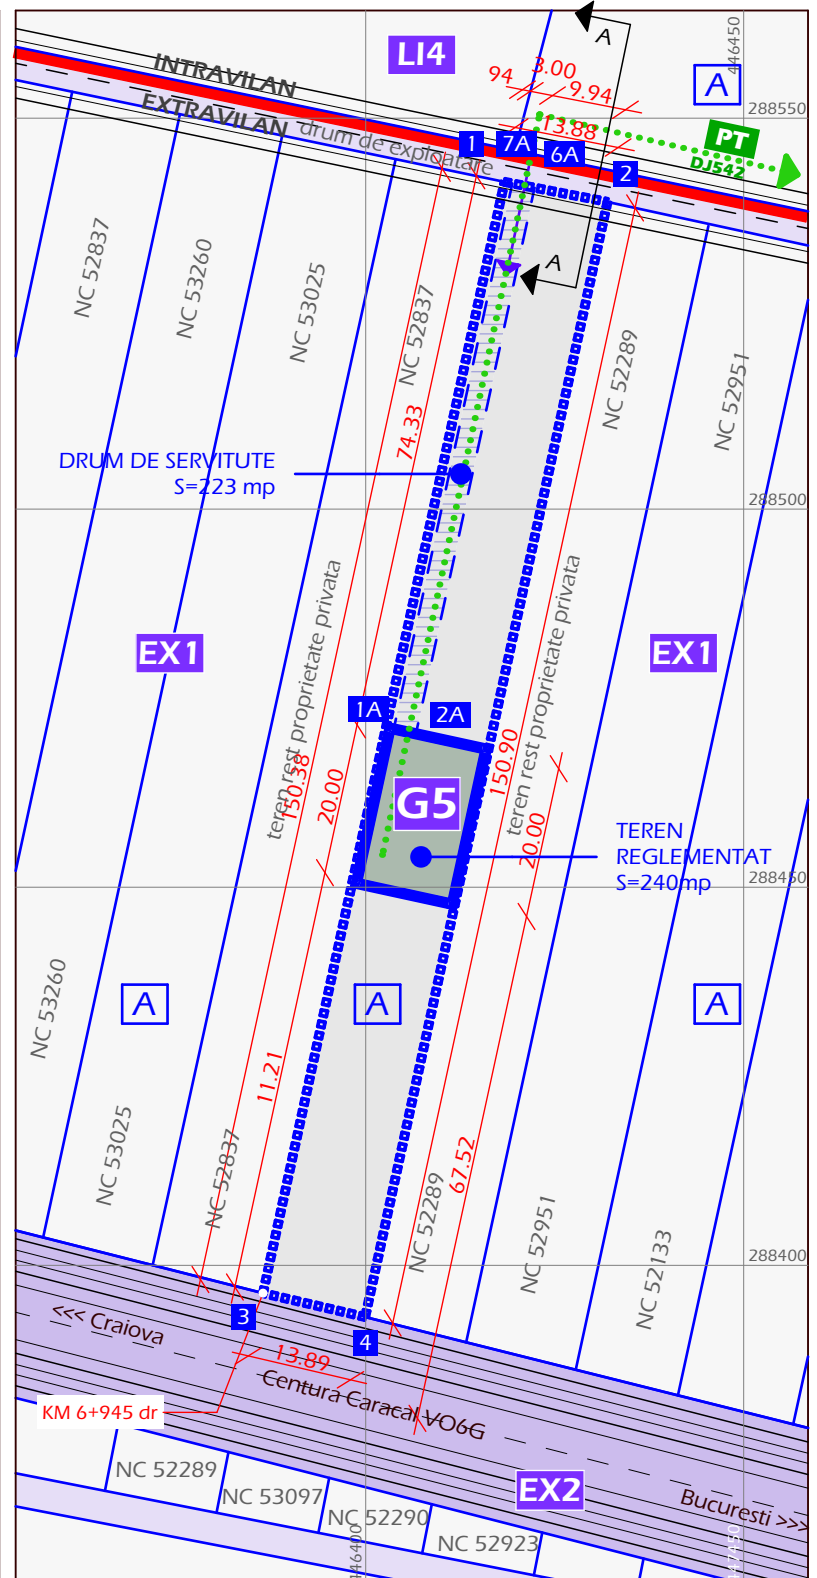 LI4
446450
A
A
INTRAVILAN
EXTRAVILAN
drum de exploatare
94
3.00
9.94
13.88
288550
PT
DJ542
1
7A
6A
2
A
NC 52837
NC 53260
NC 53025
NC 52837
NC 52289
NC 52951
74.33
DRUM DE SERVITUTE
S=223 mp
288500
teren rest proprietate privata
teren rest proprietate privata
EX1
EX1
1A
2A
150.38
20.00
150.90
20.00
G5
TEREN
REGLEMENTAT
S=240mp
288450
NC 53260
A
A
A
11.21
67.52
NC 53025
NC 52837
NC 52289
NC 52951
NC 52133
288400
3
4
<<< Craiova
13.89
Centura Caracal VO6G
KM 6+945 dr
EX2
Bucuresti >>>
NC 52289
NC 53097
NC 52290
NC 52923
446400
447450